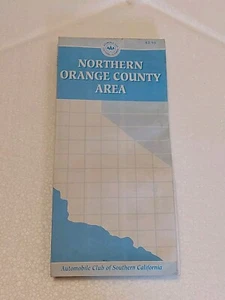 NORTHERN
ORANGE COUNTY
AREA
Automobile Club of Southern California